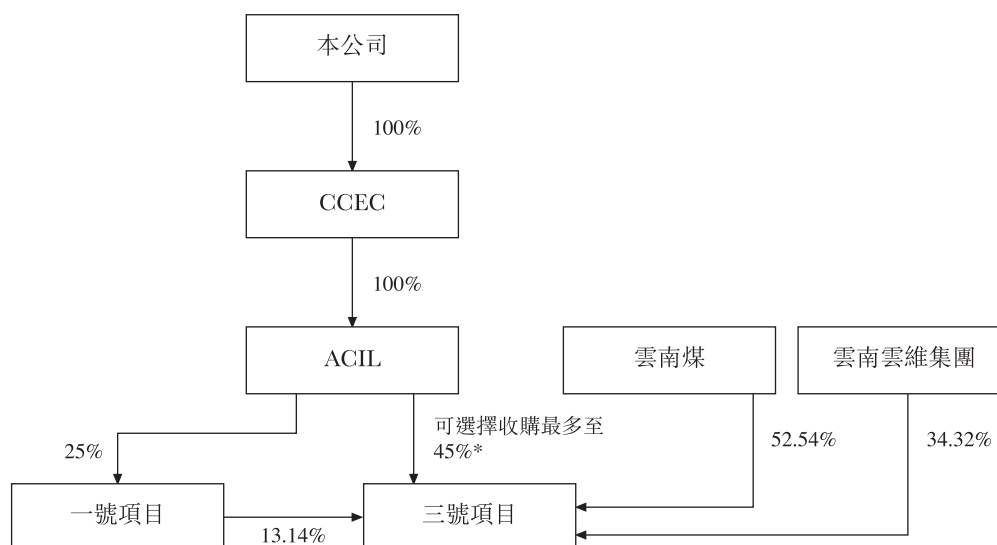 本公司
100%
CCEC
100%
ACIL
雲南煤
雲南雲維集團
25%
可選擇收購最多至
45%*
52.54%
34.32%
一號項目
13.14%
三號項目